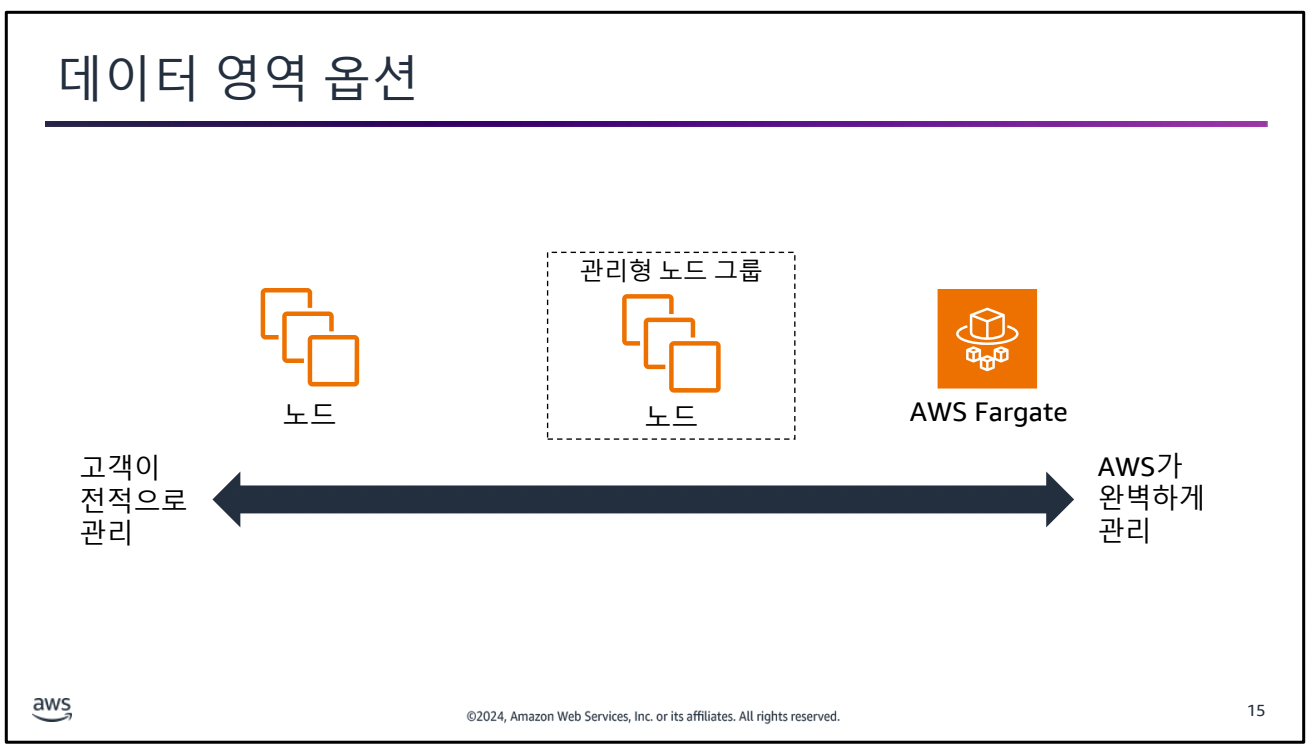 데이터 영역 옵션
관리형 노드 그룹
노드
노드
AWS Fargate
고객이
전적으로
관리
AWS가
완벽하게
관리
aws
©2024, Amazon Web Services, Inc. or its affiliates. All rights reserved.
15